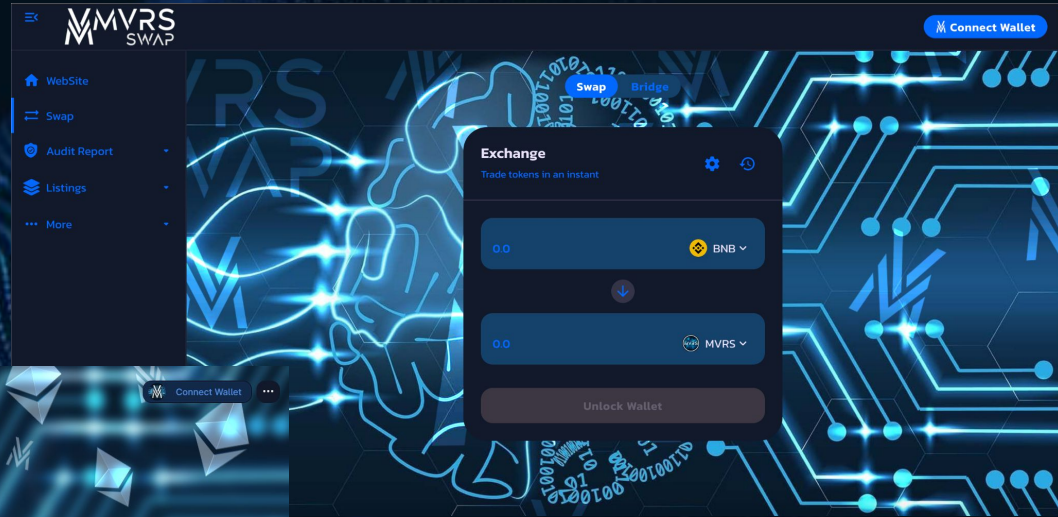 MVRS
SWAP
Connect Wallet
WebSite
Swap
Audit Report
Listings
More
Swap
Bridge
Exchange
Trade tokens in an instant
0.0
BNB
0.0
MVRS
Unlock Wallet
Connect Wallet